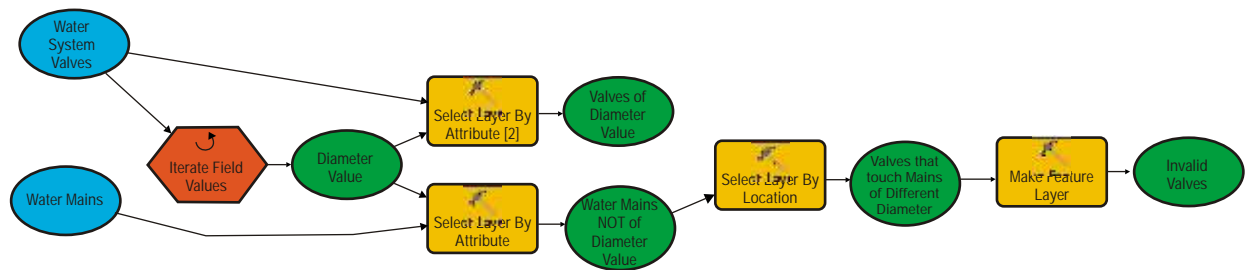 Water
System
Valves
Iterate Field
Values
Diameter
Value
Select Layer By
Attribute [2]
Valves of
Diameter
Value
Water Mains
Select Layer By
Attribute
Water Mains
NOT of
Diameter
Value
Select Layer By
Location
Valves that
touch Mains
of Different
Diameter
Make Feature
Layer
Invalid
Valves